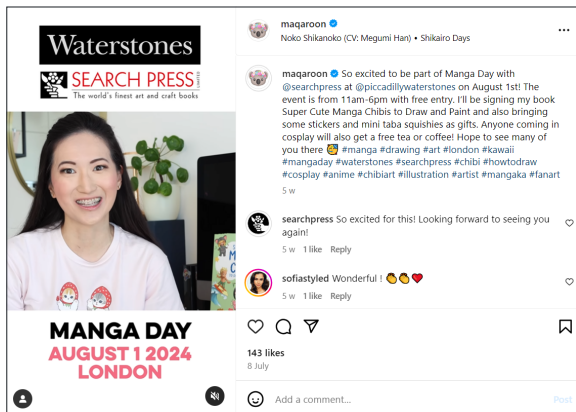 Waterstones
SEARCH PRESS
LIMITED
The world's finest art and craft books
MANGA DAY
AUGUST 1 2024
LONDON
maqaroon
Noko Shikanoko (CV: Megumi Han) • Shikairo Days
maqaroon So excited to be part of Manga Day with
@searchpress at @piccadillywaterstones on August 1st! The
event is from 11am-6pm with free entry. I'll be signing my book
Super Cute Manga Chibis to Draw and Paint and also bringing
some stickers and mini taba squishies as gifts. Anyone coming in
cosplay will also get a free tea or coffee! Hope to see many of
you there 🥳 #manga #drawing #art #london #kawaii
#mangaday #waterstones #searchpress #chibi #howtodraw
#cosplay #anime #chibiart #illustration #artist #mangaka #fanart
5 w
searchpress So excited for this! Looking forward to seeing you
again!
5 w 1 like Reply
sofiastyled Wonderful ! 👏👏❤️
5 w 1 like Reply
143 likes
8 July
Add a comment...
Post